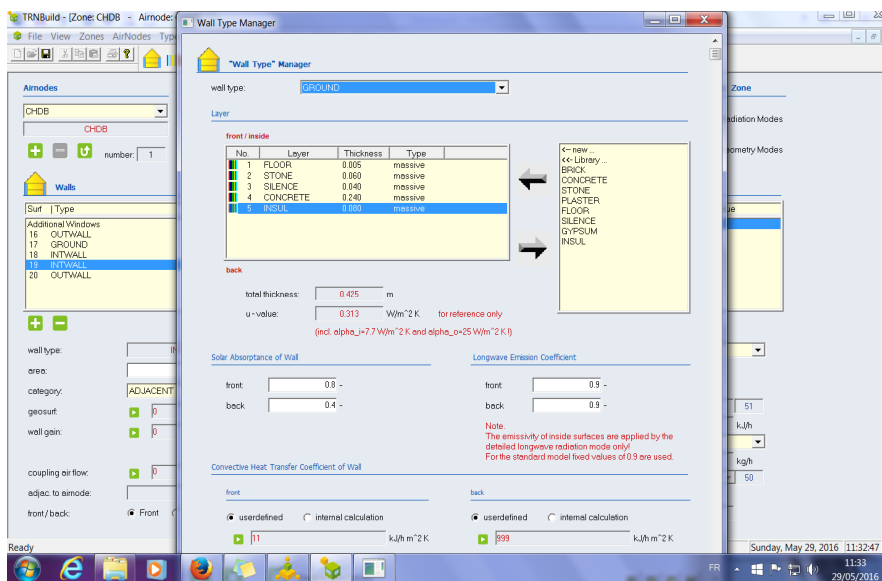 TRNBuild - [Zone: CHDB - Airnode:
Wall Type Manager
File View Zones AirNodes Typ
"Wall Type" Manager
Airnodes
Zone
wall type: GROUND
CHDB
Layer
CHDB
adiation Modes
front / inside
number: 1
eometry Modes
No. Layer Thickness Type
1 FLOOR 0.005 massive
2 STONE 0.060 massive
3 SILENCE 0.040 massive
4 CONCRETE 0.240 massive
5 INSUL 0.080 massive
<-- new ...
<<- Library ...
BRICK
CONCRETE
STONE
PLASTER
FLOOR
SILENCE
GYPSUM
INSUL
Walls
Surf Type
ue
Additional Windows
16 OUTWALL
17 GROUND
18 INTWALL
19 INTWALL
20 OUTWALL
back
total thickness: 0.425 m
u - value: 0.313 W/m^2 K for reference only
(incl. alpha_i=7.7 W/m^2 K and alpha_o=25 W/m^2 K !)
wall type: IN
area:
category: ADJACENT
geosurf: 0
wall gain: 0
coupling air flow: 0
adjac. to airnode:
front / back: Front
Solar Absorptance of Wall
front 0.8 -
back 0.4 -
Longwave Emission Coefficient
front 0.9 -
back 0.9 -
Note.
The emissivity of inside surfaces are applied by the
detailed longwave radiation mode only!
For the standard model fixed values of 0.9 are used.
51
kJ/h
kg/h
50
Convective Heat Transfer Coefficient of Wall
front
userdefined internal calculation
11 kJ/h m^2 K
back
userdefined internal calculation
999 kJ/h m^2 K
Ready
Sunday, May 29, 2016 11:32:47
FR
11:33
29/05/2016